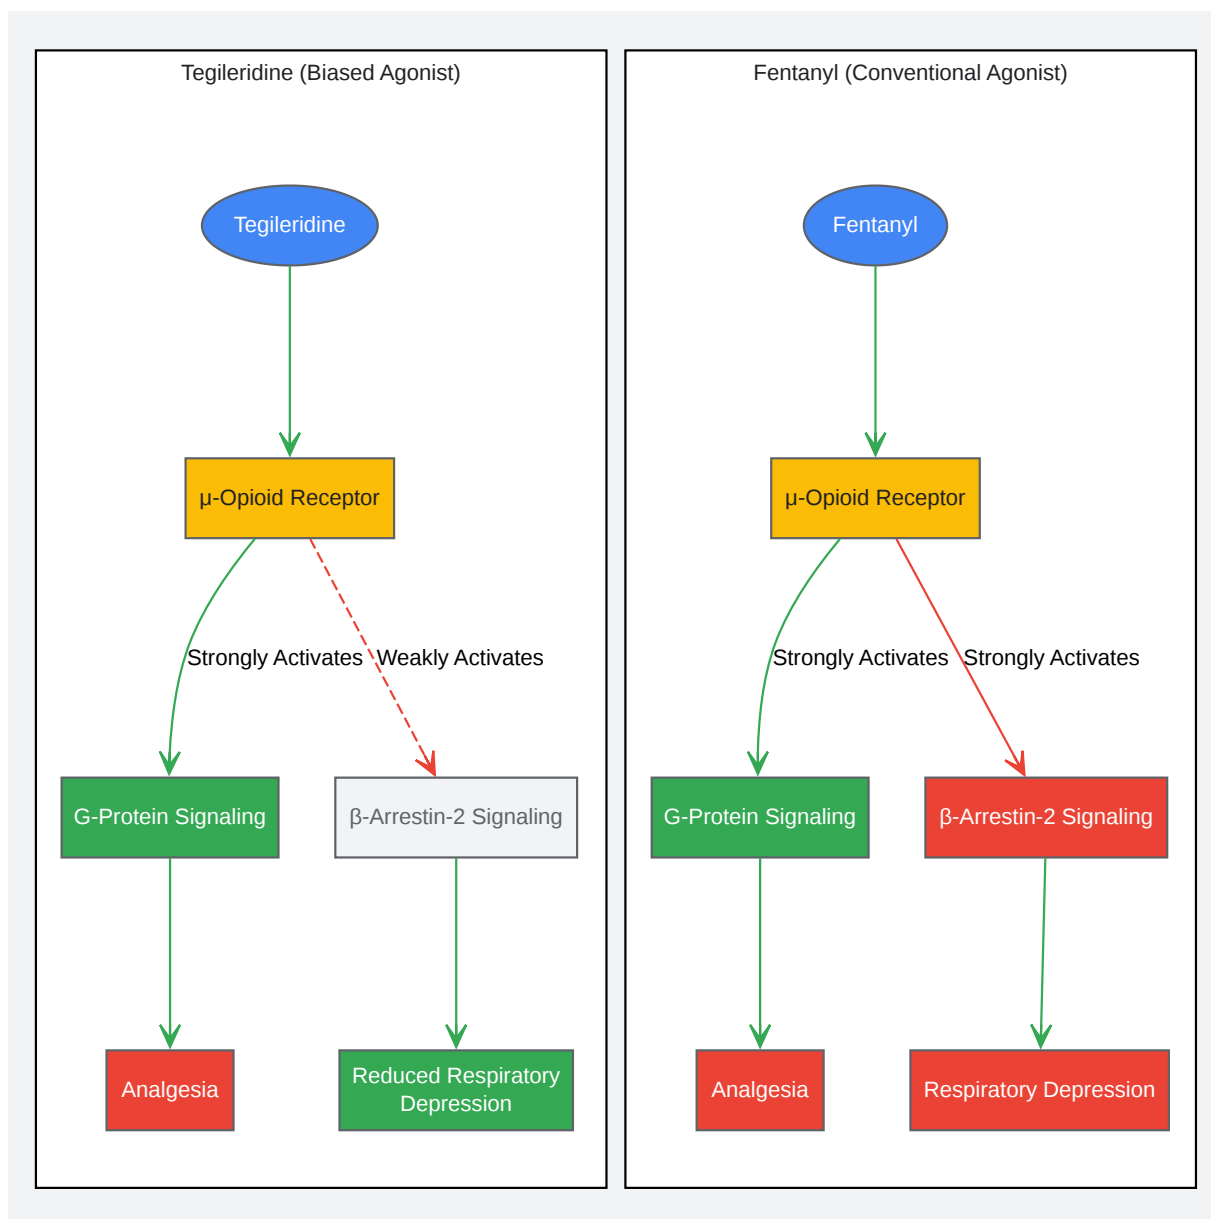 Tegileridine (Biased Agonist)
Tegileridine
μ-Opioid Receptor
Strongly Activates
Weakly Activates
G-Protein Signaling
β-Arrestin-2 Signaling
Analgesia
Reduced Respiratory
Depression
Fentanyl (Conventional Agonist)
Fentanyl
μ-Opioid Receptor
Strongly Activates
Strongly Activates
G-Protein Signaling
β-Arrestin-2 Signaling
Analgesia
Respiratory Depression